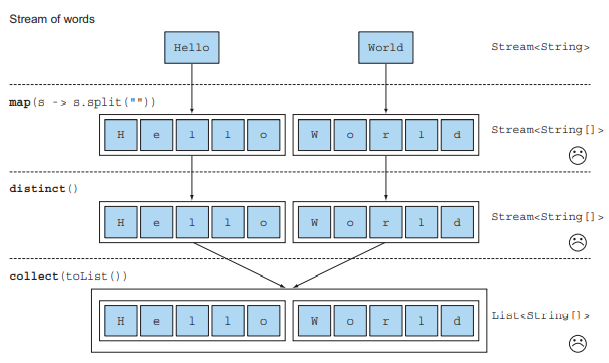 Stream of words
Hello World Stream<String>
map(s -> s.split(""))
H e l l o W o r l d Stream<String[]>
distinct()
H e l l o W o r l d Stream<String[]>
collect(toList())
H e l l o W o r l d List<String[]>